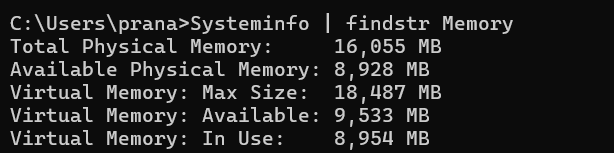 C:\Users\prana>Systeminfo | findstr Memory
Total Physical Memory:     16,055 MB
Available Physical Memory: 8,928 MB
Virtual Memory: Max Size:  18,487 MB
Virtual Memory: Available: 9,533 MB
Virtual Memory: In Use:    8,954 MB